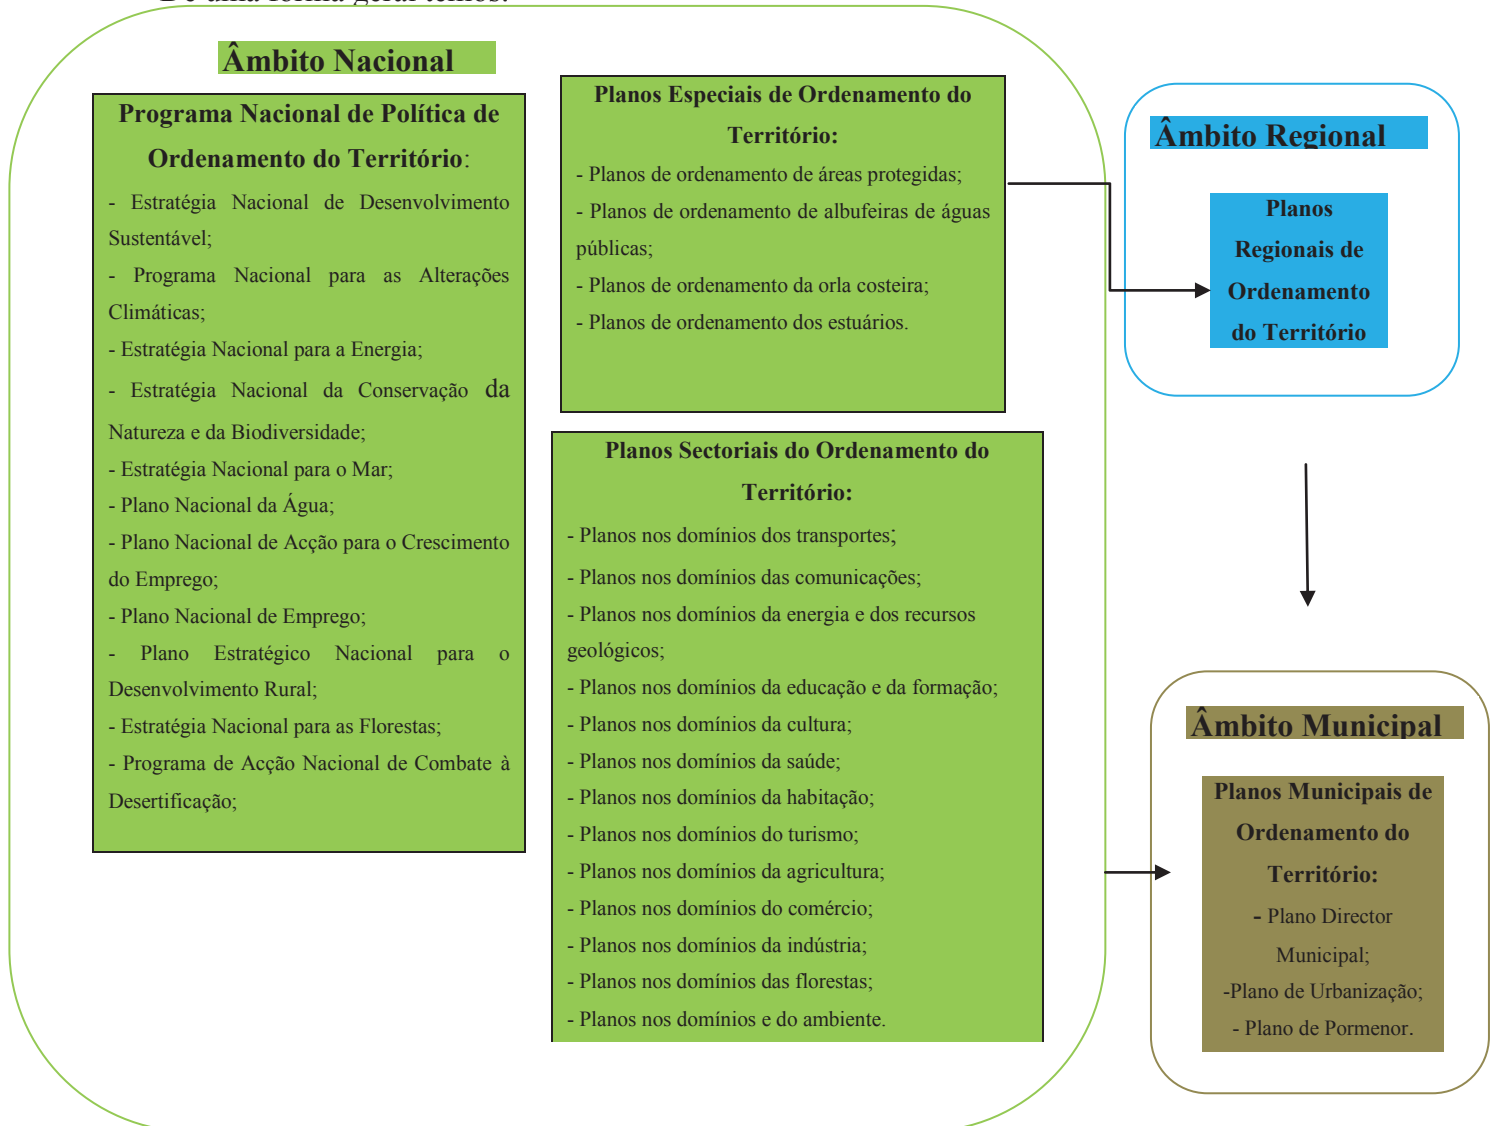 De uma forma geral temos:
Âmbito Nacional
Programa Nacional de Política de
Ordenamento do Território:
- Estratégia Nacional de Desenvolvimento
Sustentável;
- Programa Nacional para as Alterações
Climáticas;
- Estratégia Nacional para a Energia;
- Estratégia Nacional da Conservação da
Natureza e da Biodiversidade;
- Estratégia Nacional para o Mar;
- Plano Nacional da Água;
- Plano Nacional de Acção para o Crescimento
do Emprego;
- Plano Nacional de Emprego;
- Plano Estratégico Nacional para o
Desenvolvimento Rural;
- Estratégia Nacional para as Florestas;
- Programa de Acção Nacional de Combate à
Desertificação;
Planos Especiais de Ordenamento do
Território:
- Planos de ordenamento de áreas protegidas;
- Planos de ordenamento de albufeiras de águas
públicas;
- Planos de ordenamento da orla costeira;
- Planos de ordenamento dos estuários.
Planos Sectoriais do Ordenamento do
Território:
- Planos nos domínios dos transportes;
- Planos nos domínios das comunicações;
- Planos nos domínios da energia e dos recursos
geológicos;
- Planos nos domínios da educação e da formação;
- Planos nos domínios da cultura;
- Planos nos domínios da saúde;
- Planos nos domínios da habitação;
- Planos nos domínios do turismo;
- Planos nos domínios da agricultura;
- Planos nos domínios do comércio;
- Planos nos domínios da indústria;
- Planos nos domínios das florestas;
- Planos nos domínios e do ambiente.
Âmbito Regional
Planos
Regionais de
Ordenamento
do Território
Âmbito Municipal
Planos Municipais de
Ordenamento do
Território:
- Plano Director
Municipal;
-Plano de Urbanização;
- Plano de Pormenor.